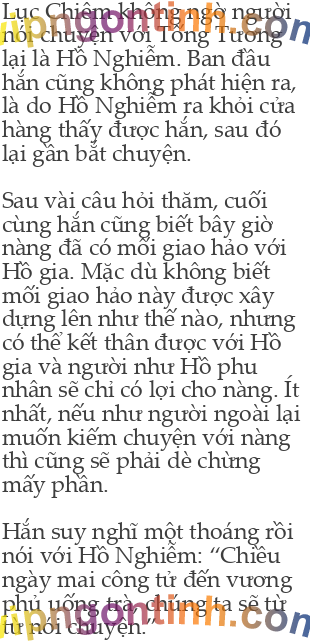 Lục Chiêm không ngờ người
nói chuyện với Tống Tương
lại là Hồ Nghiễm. Ban đầu
hắn cũng không phát hiện ra,
là do Hồ Nghiễm ra khỏi cửa
hàng thấy được hắn, sau đó
lại gần bắt chuyện.

Sau vài câu hỏi thăm, cuối
cùng hắn cũng biết bây giờ
nàng đã có mối giao hảo với
Hồ gia. Mặc dù không biết
mối giao hảo này được xây
dựng lên như thế nào, nhưng
có thể kết thân được với Hồ
gia và người như Hồ phu
nhân sẽ chỉ có lợi cho nàng. Ít
nhất, nếu như người ngoài lại
muốn kiếm chuyện với nàng
thì cũng sẽ phải dè chừng
mấy phần.

Hắn suy nghĩ một thoáng rồi
nói với Hồ Nghiễm: “Chiều
ngày mai công tử đến vương
phủ uống trà, chúng ta sẽ từ
từ nói chuyện.”